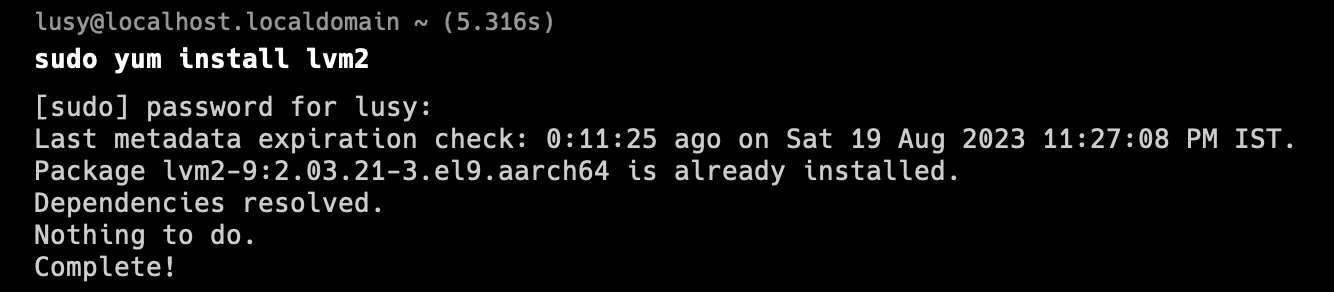 lusy@localhost.localdomain ~ (5.316s)
sudo yum install lvm2
[sudo] password for lusy:
Last metadata expiration check: 0:11:25 ago on Sat 19 Aug 2023 11:27:08 PM IST.
Package lvm2-9:2.03.21-3.el9.aarch64 is already installed.
Dependencies resolved.
Nothing to do.
Complete!